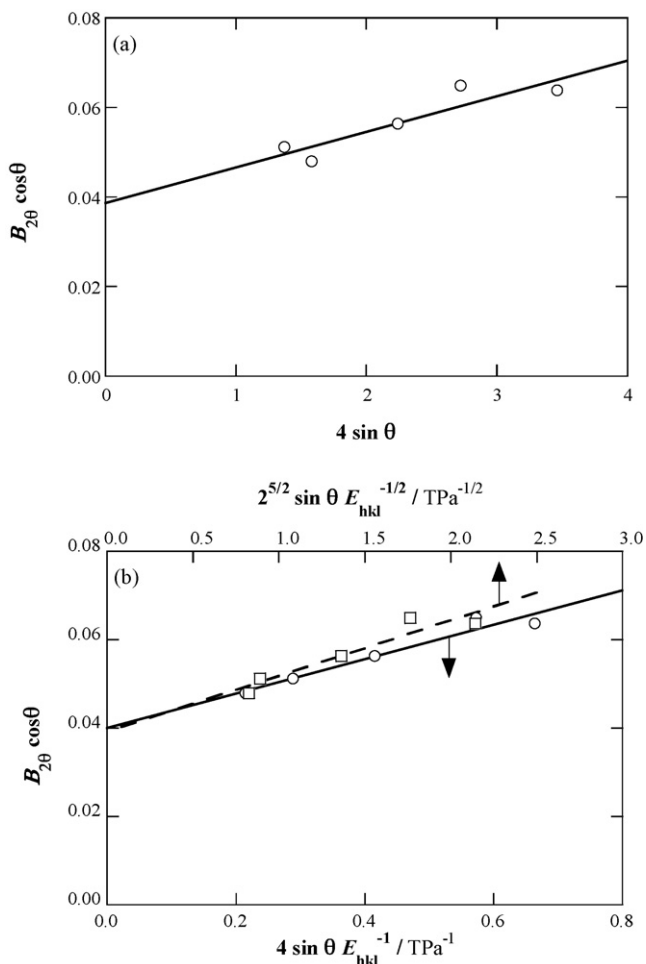 0.08
(a)
0.06
0.04
0.02
0.00
B2θ cosθ
0 1 2 3 4
4 sin θ
2^5/2 sin θ Ehkl^-1/2 / TPa^-1/2
0.0 0.5 1.0 1.5 2.0 2.5 3.0
0.08
(b)
0.06
0.04
0.02
0.00
B2θ cosθ
0.2 0.4 0.6 0.8
4 sin θ Ehkl^-1 / TPa^-1